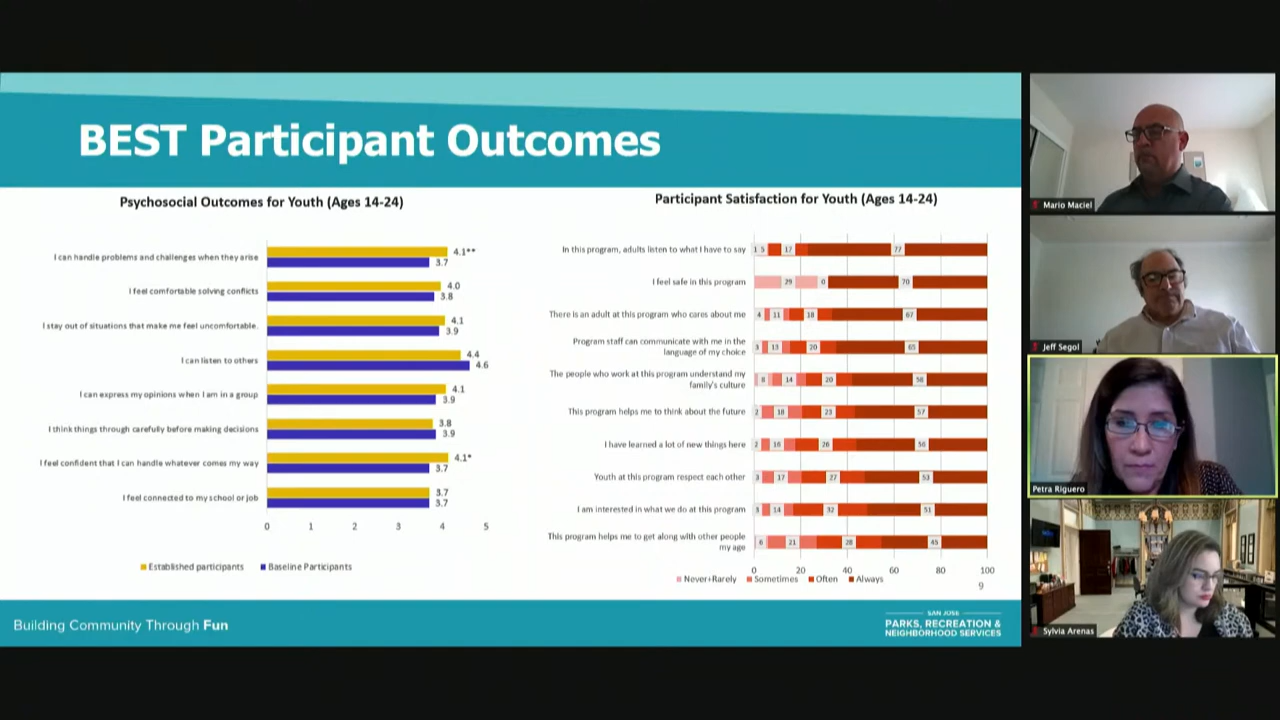 BEST Participant Outcomes
Psychosocial Outcomes for Youth (Ages 14-24)
I can handle problems and challenges when they arise
4.1**
3.7
I feel comfortable solving conflicts
4.0
3.8
I stay out of situations that make me feel uncomfortable.
4.1
3.9
I can listen to others
4.4
4.6
I can express my opinions when I am in a group
4.1
3.9
I think things through carefully before making decisions
3.8
3.9
I feel confident that I can handle whatever comes my way
4.1*
3.7
I feel connected to my school or job
3.7
3.7
0 1 2 3 4 5
Established participants Baseline Participants
Participant Satisfaction for Youth (Ages 14-24)
In this program, adults listen to what I have to say 1 5 17 77
I feel safe in this program 29 0 70
There is an adult at this program who cares about me 4 11 18 67
Program staff can communicate with me in the
language of my choice
3 13 20 65
The people who work at this program understand my
family's culture
8 14 20 58
This program helps me to think about the future 2 18 23 57
I have learned a lot of new things here 2 16 26 56
Youth at this program respect each other 3 17 27 53
I am interested in what we do at this program 3 14 32 51
This program helps me to get along with other people
my age
6 21 28 45
0 20 40 60 80 100
Never+Rarely Sometimes Often Always
9
Building Community Through Fun
SAN JOSE
PARKS, RECREATION &
NEIGHBORHOOD SERVICES
Mario Maciel
Jeff Segol
Petra Riguero
Sylvia Arenas